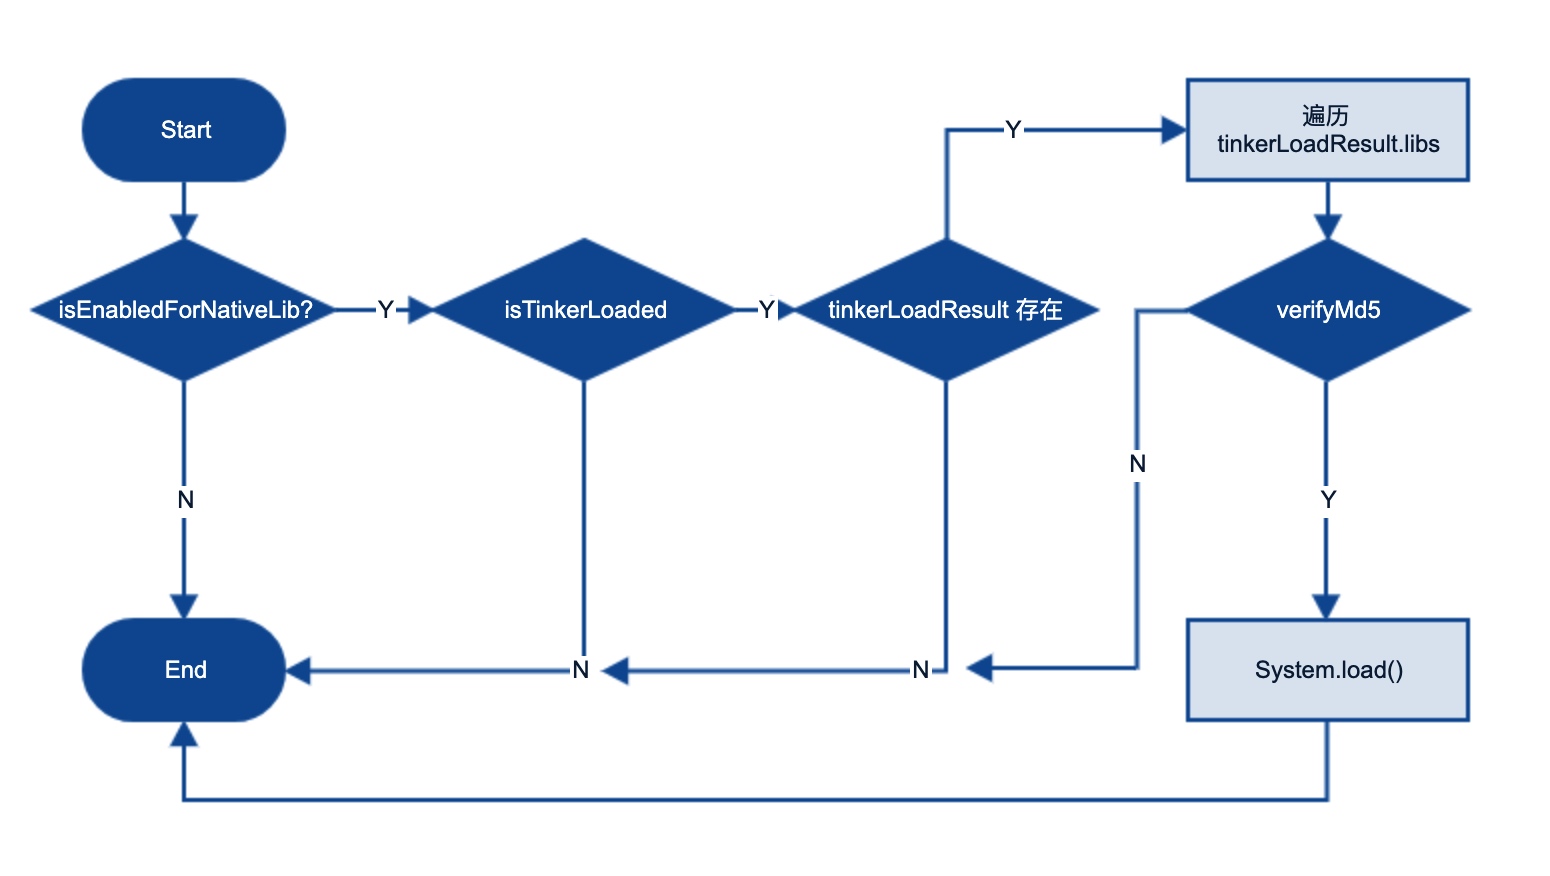 Start
Y
遍历
tinkerLoadResult.libs
isEnabledForNativeLib?
Y
isTinkerLoaded
Y
tinkerLoadResult 存在
verifyMd5
N
N
Y
End
N
N
System.load()